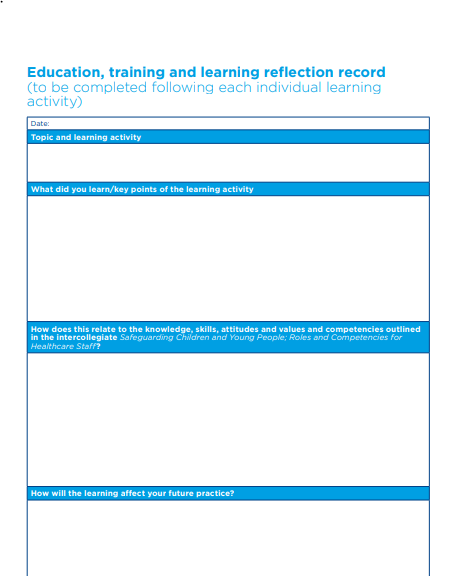 Education, training and learning reflection record
(to be completed following each individual learning
activity)
Date:
Topic and learning activity
What did you learn/key points of the learning activity
How does this relate to the knowledge, skills, attitudes and values and competencies outlined
in the intercollegiate Safeguarding Children and Young People; Roles and Competencies for
Healthcare Staff?
How will the learning affect your future practice?